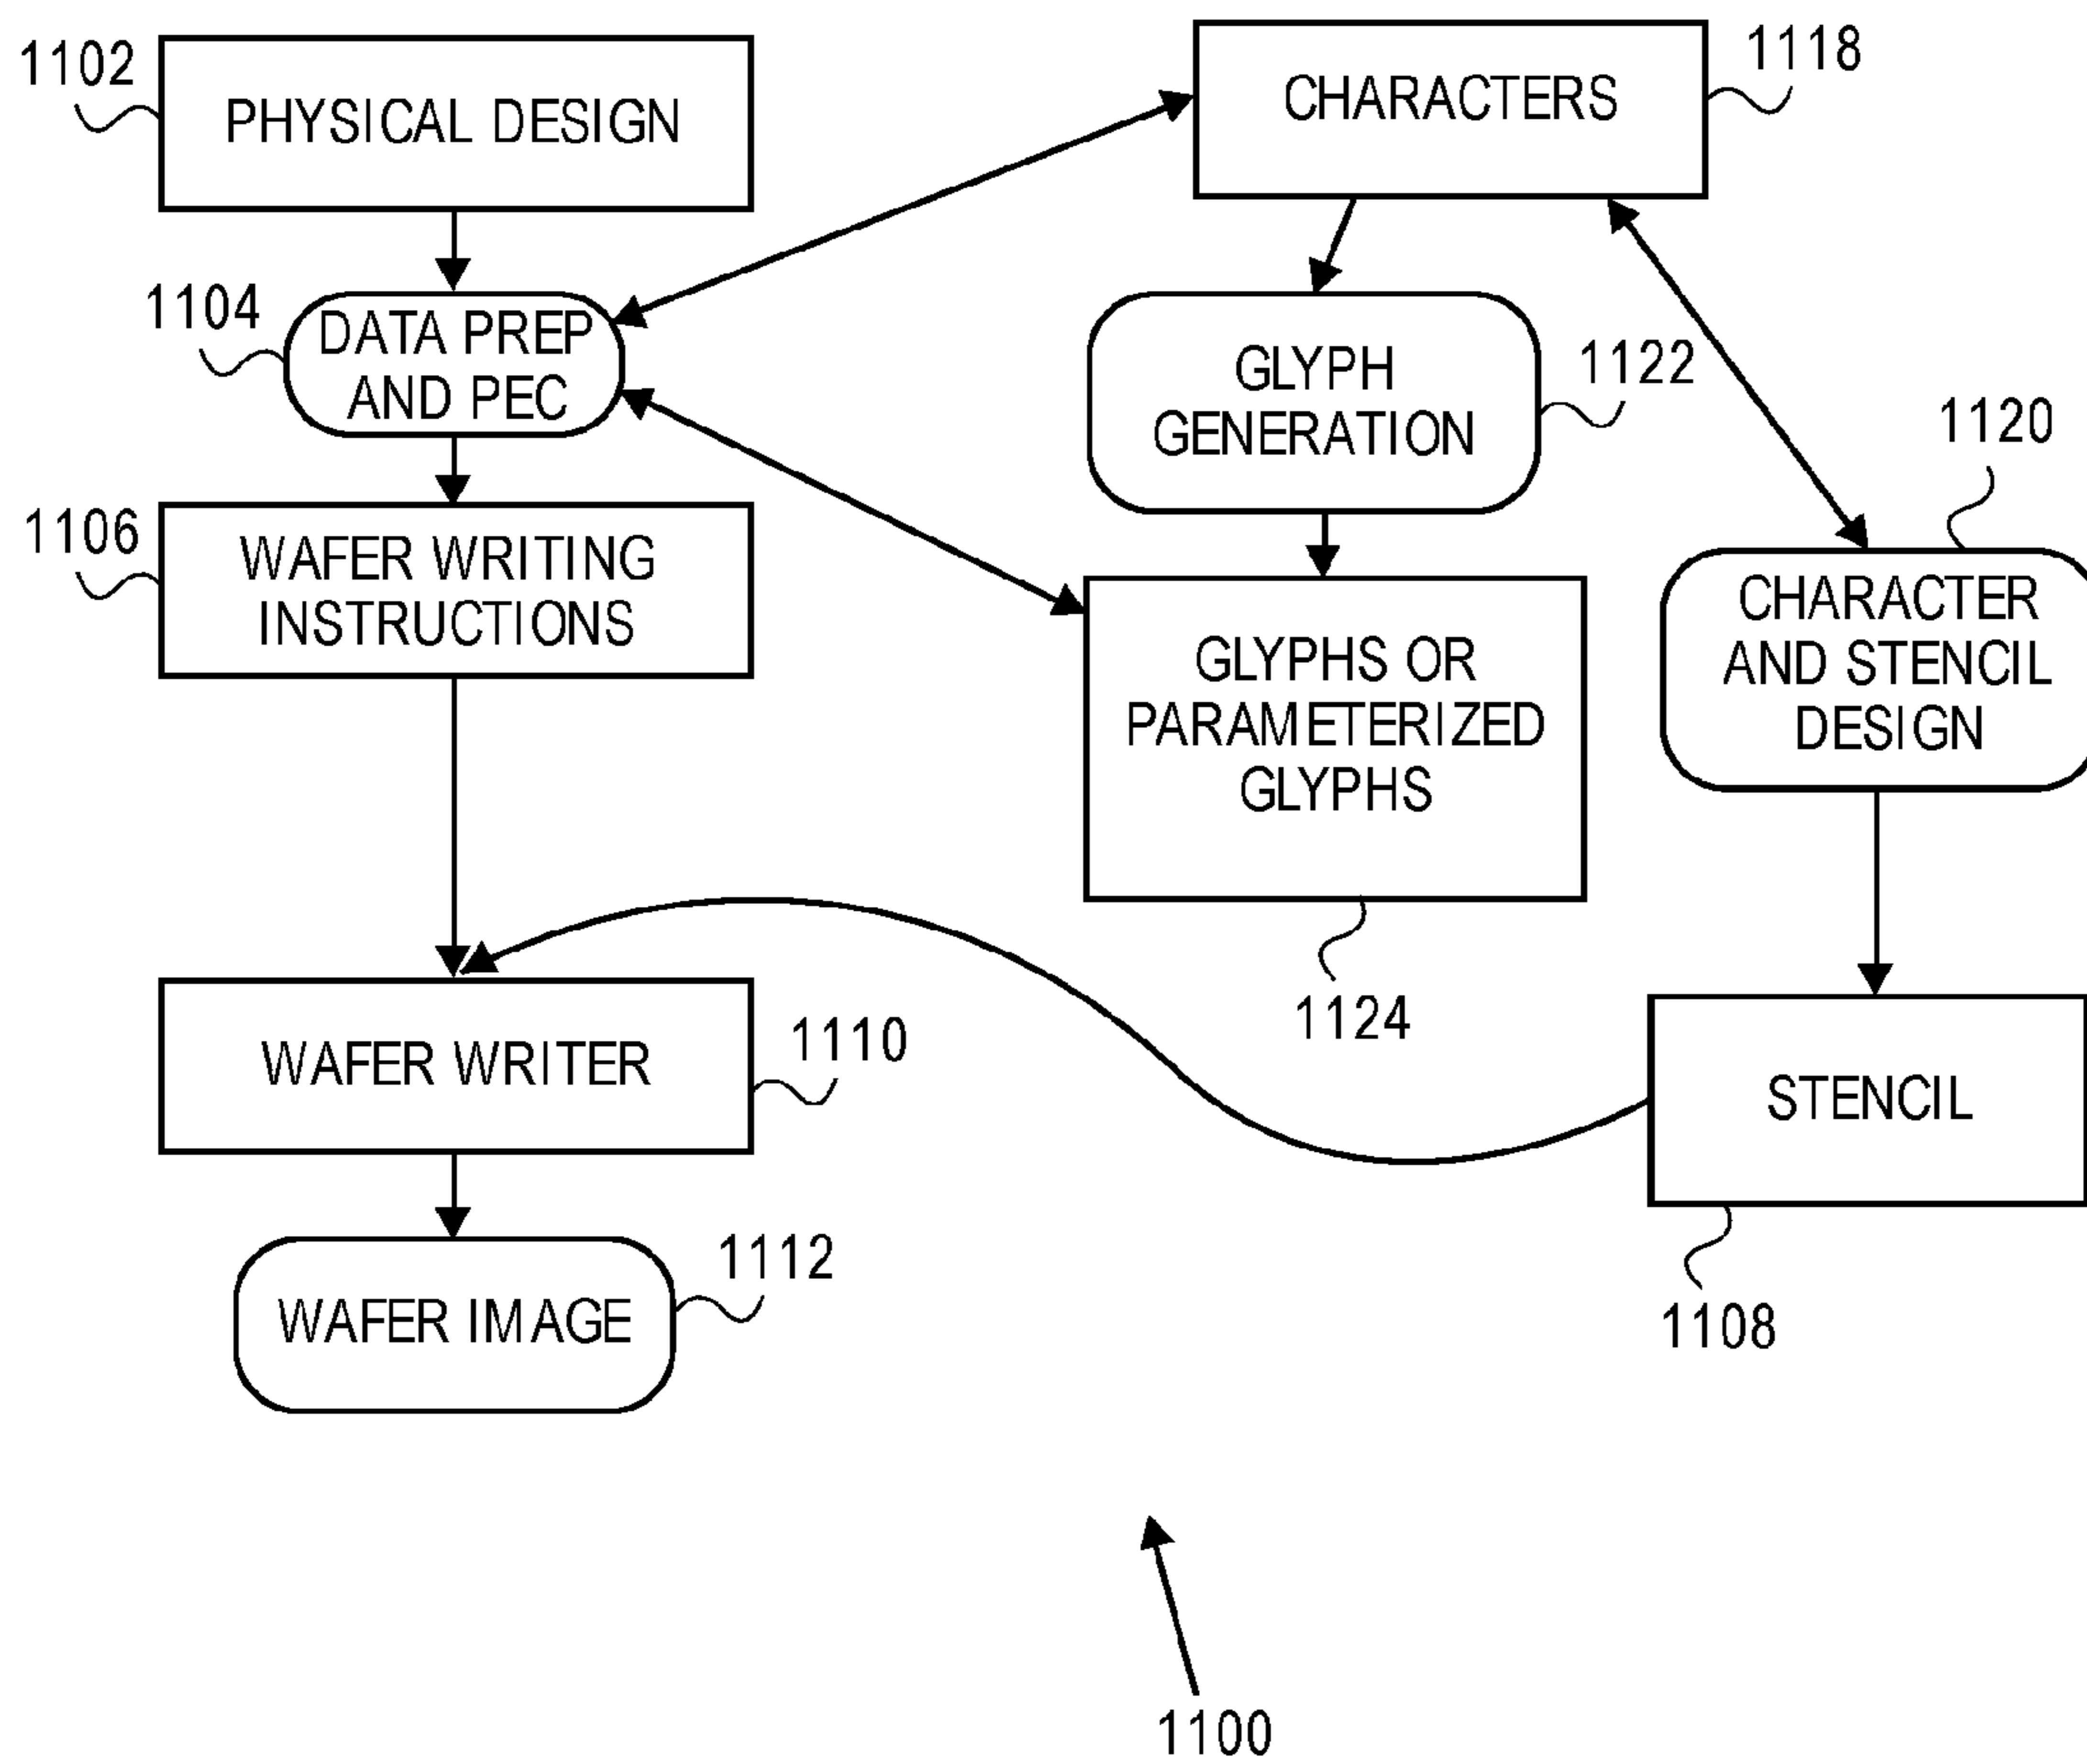 1102
PHYSICAL DESIGN
CHARACTERS
1118
1104
DATA PREP
AND PEC
GLYPH
GENERATION
1122
1120
1106
WAFER WRITING
INSTRUCTIONS
GLYPHS OR
PARAMETERIZED
GLYPHS
CHARACTER
AND STENCIL
DESIGN
1124
WAFER WRITER
1110
STENCIL
1108
WAFER IMAGE
1112
1100